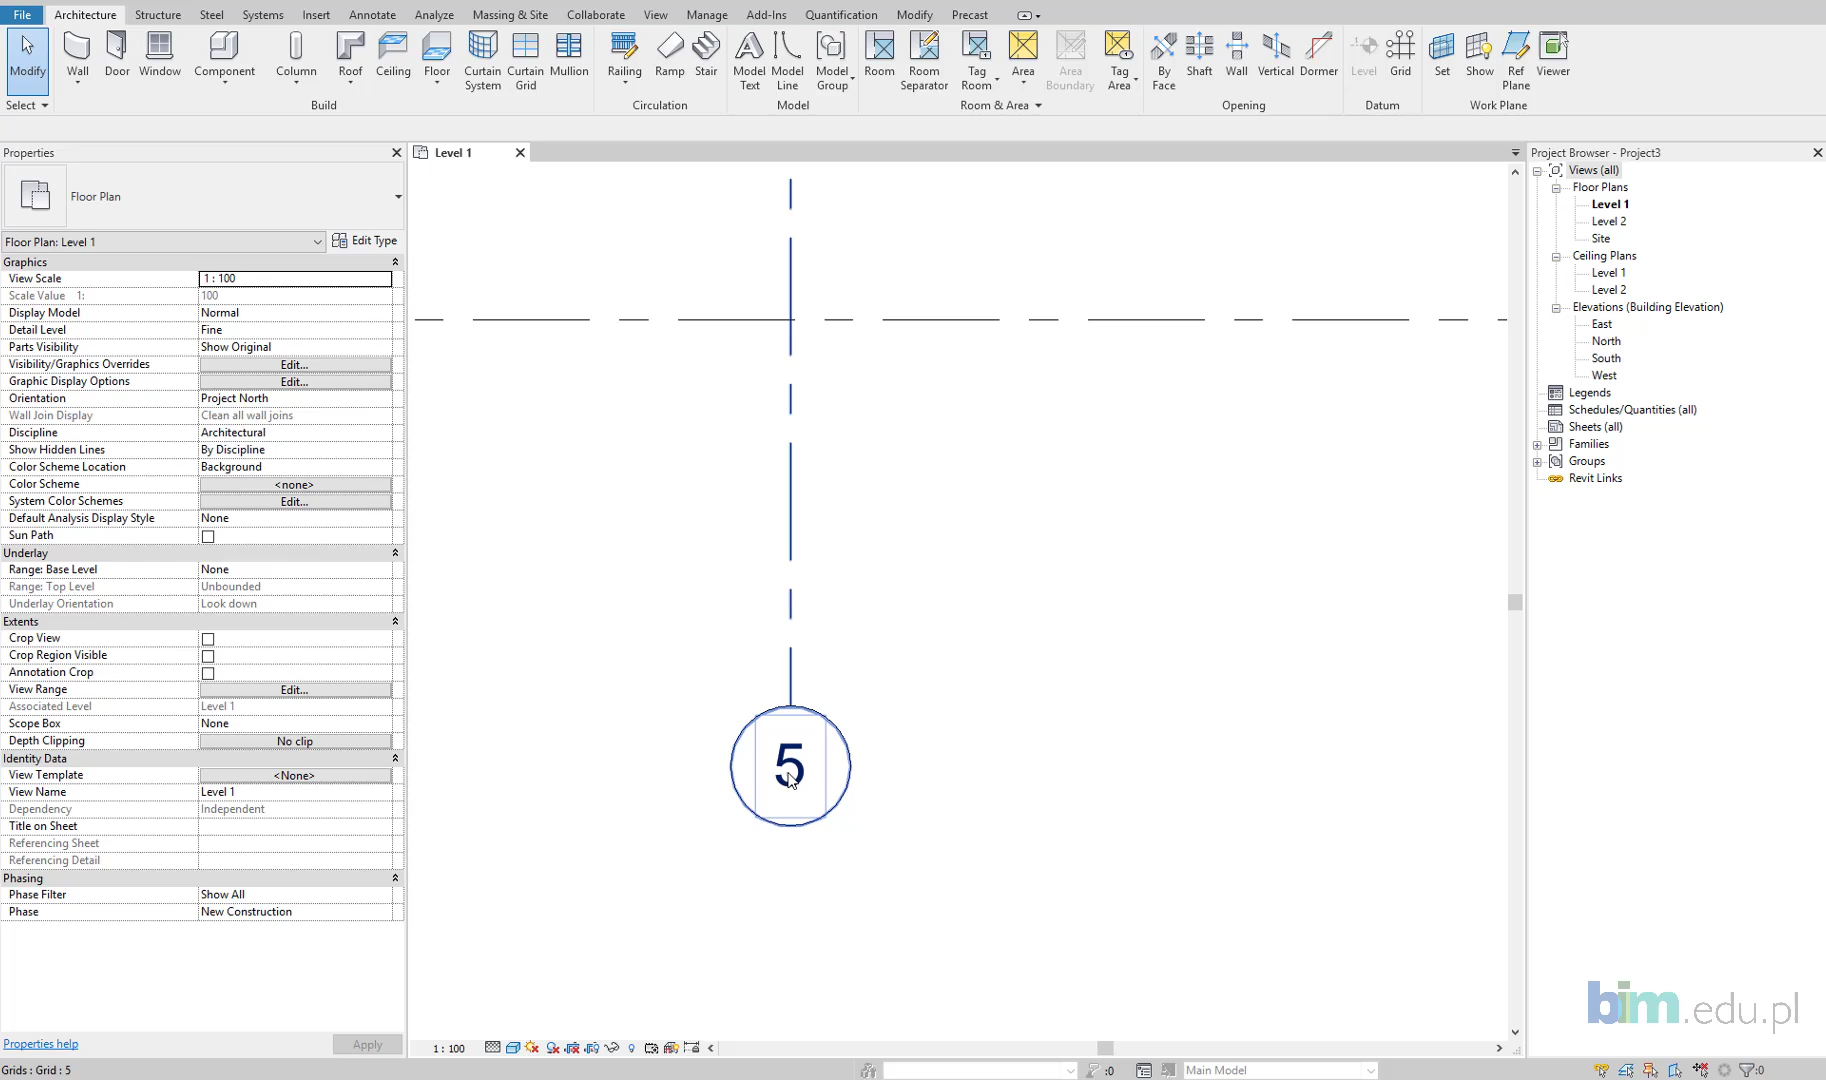 File Architecture Structure Steel Systems Insert Annotate Analyze Massing & Site Collaborate View Manage Add-Ins Quantification Modify Precast
Modify Wall Door Window Component Column Roof Ceiling Floor Curtain System Curtain Grid Mullion Railing Ramp Stair Model Text Model Line Model Group Room Room Separator Tag Room Area Area Boundary Tag Area By Face Shaft Wall Vertical Dormer Level Grid Set Show Ref Plane Viewer
Select Build Circulation Model Room & Area Opening Datum Work Plane
Properties
Floor Plan
Floor Plan: Level 1 Edit Type
Graphics
View Scale 1 : 100
Scale Value 1: 100
Display Model Normal
Detail Level Fine
Parts Visibility Show Original
Visibility/Graphics Overrides Edit...
Graphic Display Options Edit...
Orientation Project North
Wall Join Display Clean all wall joins
Discipline Architectural
Show Hidden Lines By Discipline
Color Scheme Location Background
Color Scheme <none>
System Color Schemes Edit...
Default Analysis Display Style None
Sun Path
Underlay
Range: Base Level None
Range: Top Level Unbounded
Underlay Orientation Look down
Extents
Crop View
Crop Region Visible
Annotation Crop
View Range Edit...
Associated Level Level 1
Scope Box None
Depth Clipping No clip
Identity Data
View Template <None>
View Name Level 1
Dependency Independent
Title on Sheet
Referencing Sheet
Referencing Detail
Phasing
Phase Filter Show All
Phase New Construction
Properties help Apply
Level 1
5
1 : 100
Project Browser - Project3
Views (all)
Floor Plans
Level 1
Level 2
Site
Ceiling Plans
Level 1
Level 2
Elevations (Building Elevation)
East
North
South
West
Legends
Schedules/Quantities (all)
Sheets (all)
Families
Groups
Revit Links
bim.edu.pl
Grids : Grid : 5 :0 Main Model :0